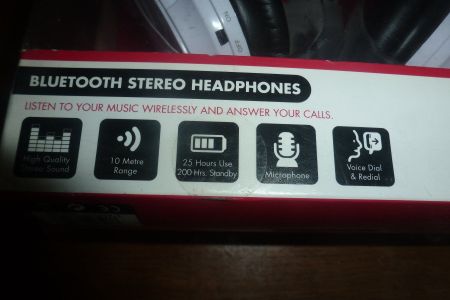 BLUETOOTH STEREO HEADPHONES
LISTEN TO YOUR MUSIC WIRELESSLY AND ANSWER YOUR CALLS.
High Quality
Stereo Sound
10 Metre
Range
25 Hours Use
200 Hrs. Standby
Microphone
Voice Dial
& Redial